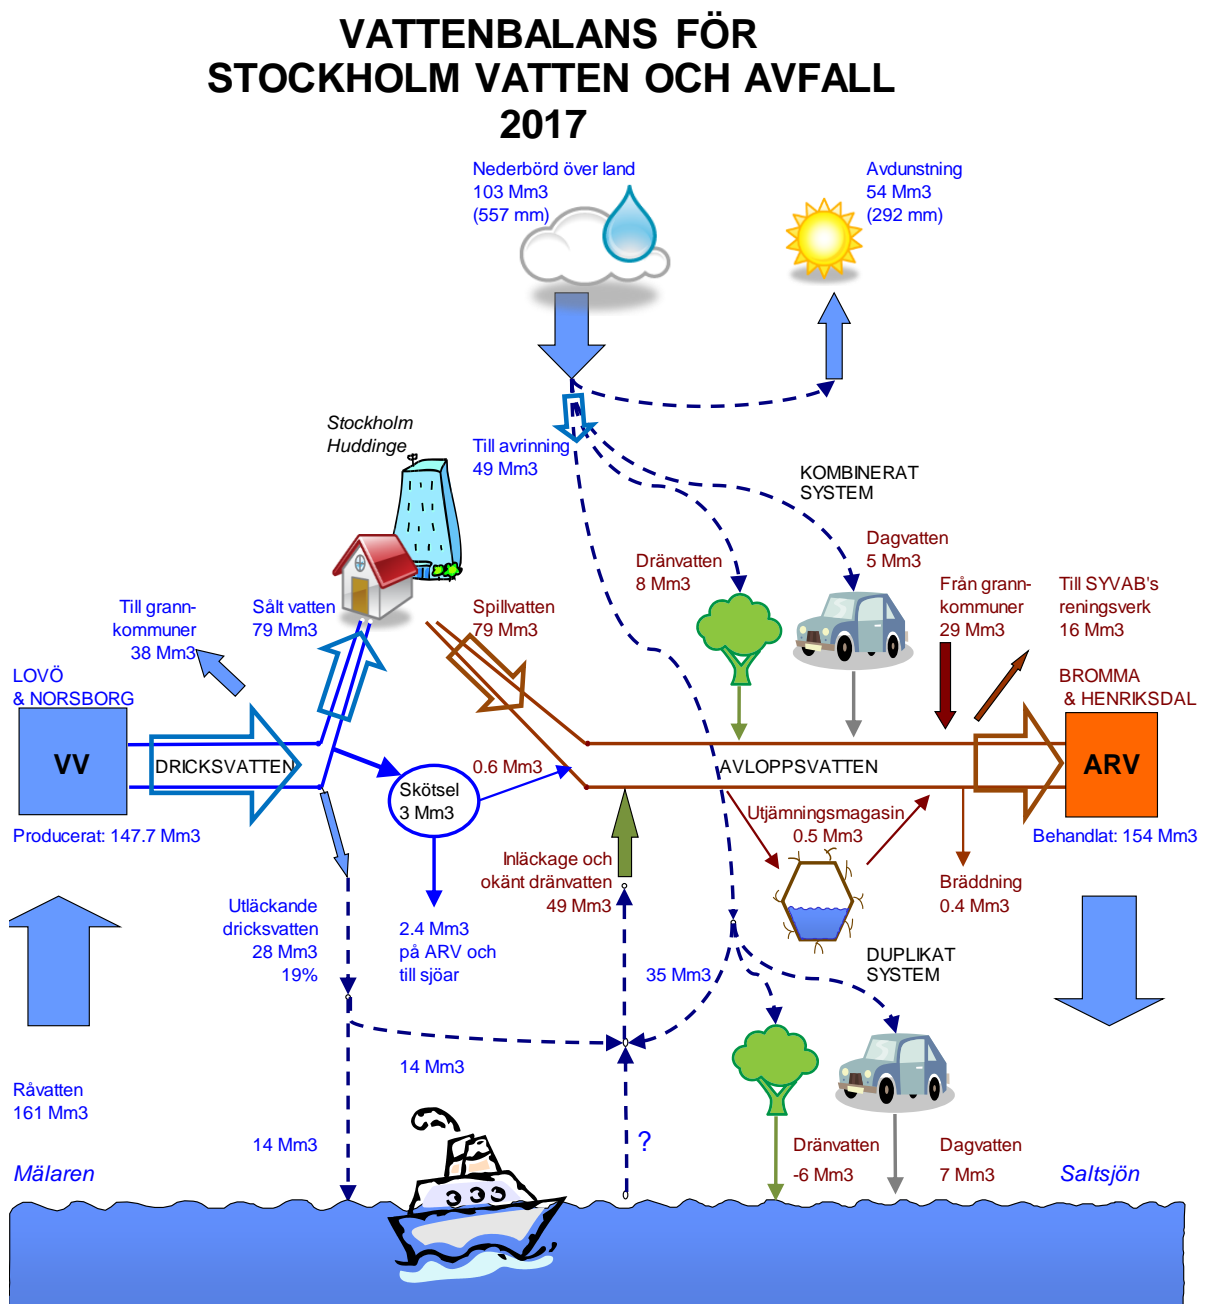 VATTENBALANS FÖR
STOCKHOLM VATTEN OCH AVFALL
2017
Nederbörd över land
103 Mm3
(557 mm)
Avdunstning
54 Mm3
(292 mm)
Stockholm
Huddinge
Till avrinning
49 Mm3
KOMBINERAT
SYSTEM
Dränvatten
8 Mm3
Dagvatten
5 Mm3
Från grann-
kommuner
29 Mm3
Till SYVAB's
reningsverk
16 Mm3
Till grann-
kommuner
38 Mm3
Sålt vatten
79 Mm3
Spillvatten
79 Mm3
LOVÖ
& NORSBORG
BROMMA
& HENRIKSDAL
VV
DRICKSVATTEN
0.6 Mm3
AVLOPPSVATTEN
ARV
Skötsel
3 Mm3
Utjämningsmagasin
0.5 Mm3
Producerat: 147.7 Mm3
Behandlat: 154 Mm3
Inläckage och
okänt dränvatten
49 Mm3
Bräddning
0.4 Mm3
Utläckande
dricksvatten
28 Mm3
19%
2.4 Mm3
på ARV och
till sjöar
35 Mm3
DUPLIKAT
SYSTEM
14 Mm3
Råvatten
161 Mm3
14 Mm3
?
Dränvatten
-6 Mm3
Dagvatten
7 Mm3
Mälaren
Saltsjön